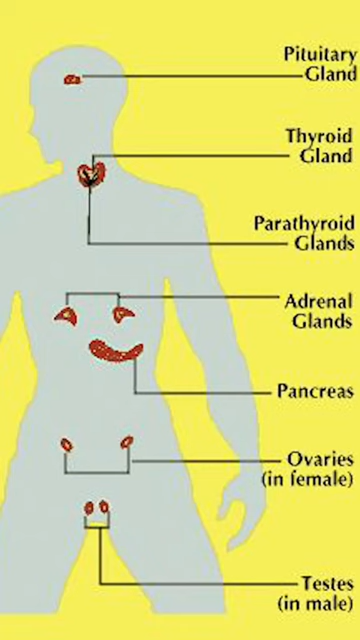 Pituitary
Gland
Thyroid
Gland
Parathyroid
Glands
Adrenal
Glands
Pancreas
Ovaries
(in female)
Testes
(in male)